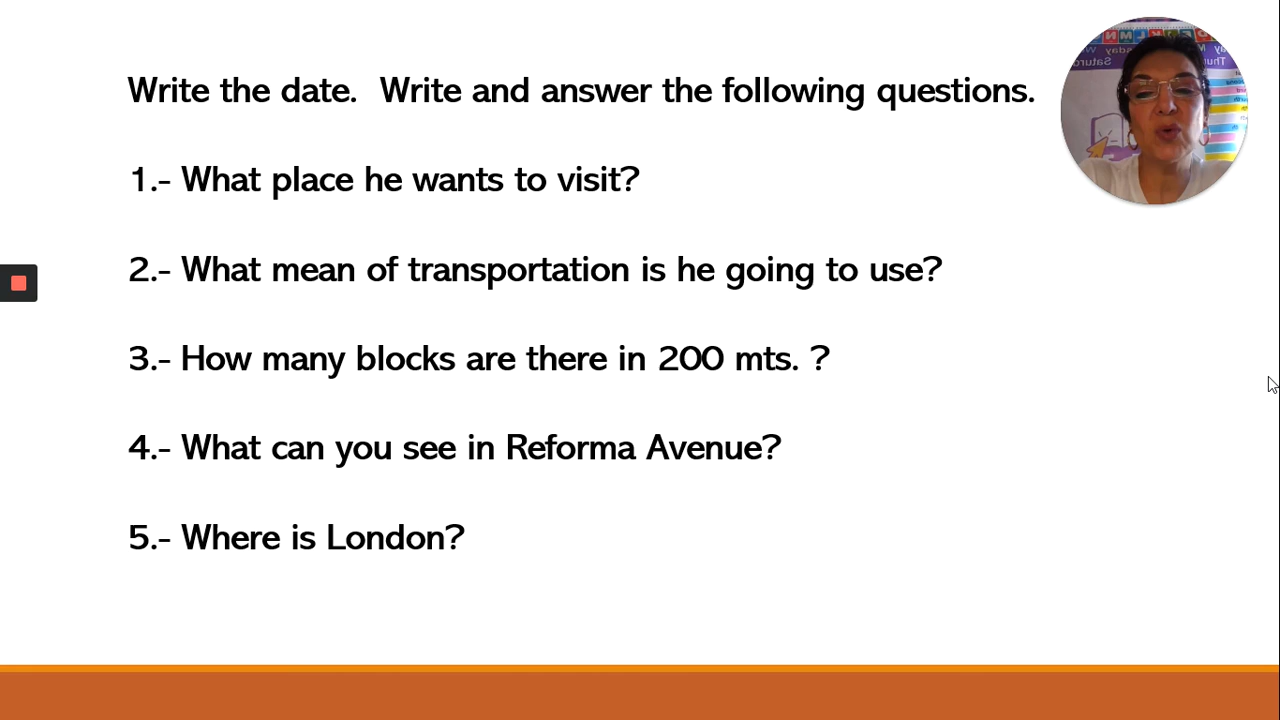 Write the date.  Write and answer the following questions.
1.- What place he wants to visit?
2.- What mean of transportation is he going to use?
3.- How many blocks are there in 200 mts. ?
4.- What can you see in Reforma Avenue?
5.- Where is London?